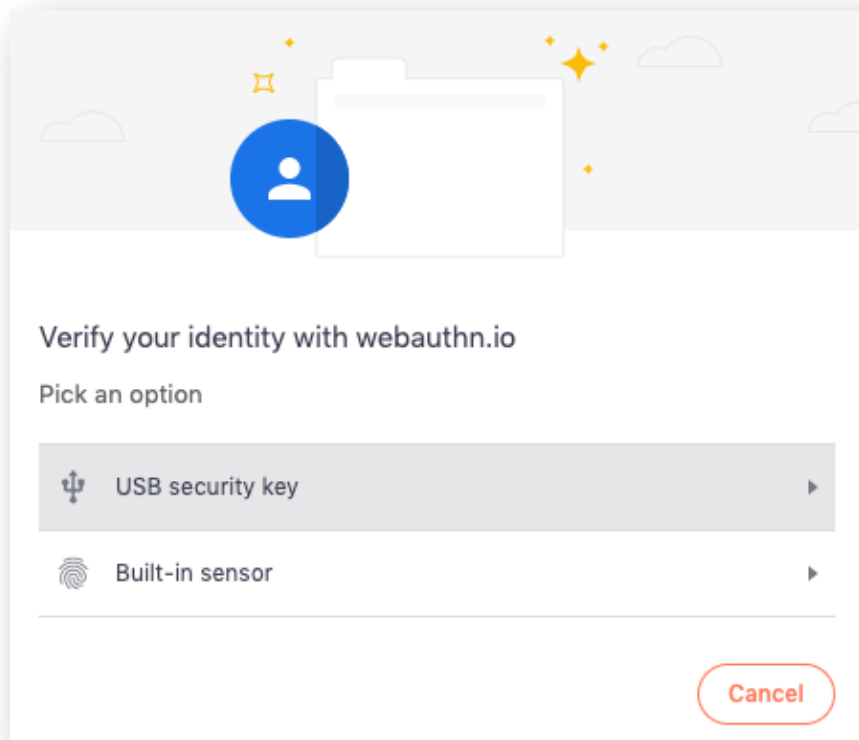 Verify your identity with webauthn.io
Pick an option
USB security key
Built-in sensor
Cancel